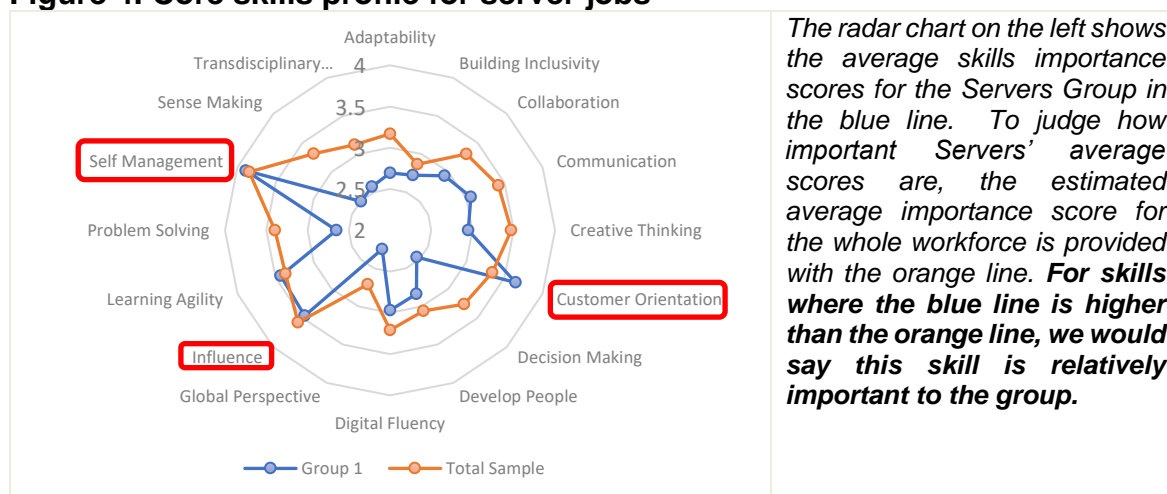 Figure 4. Core skills profile for server jobs
Adaptability
Building Inclusivity
Collaboration
Communication
Creative Thinking
Customer Orientation
Decision Making
Develop People
Digital Fluency
Global Perspective
Influence
Learning Agility
Problem Solving
Self Management
Sense Making
Transdisciplinary...
4
3.5
3
2.5
2
Group 1
Total Sample
The radar chart on the left shows
the average skills importance
scores for the Servers Group in
the blue line. To judge how
important Servers' average
scores are, the estimated
average importance score for
the whole workforce is provided
with the orange line. For skills
where the blue line is higher
than the orange line, we would
say this skill is relatively
important to the group.